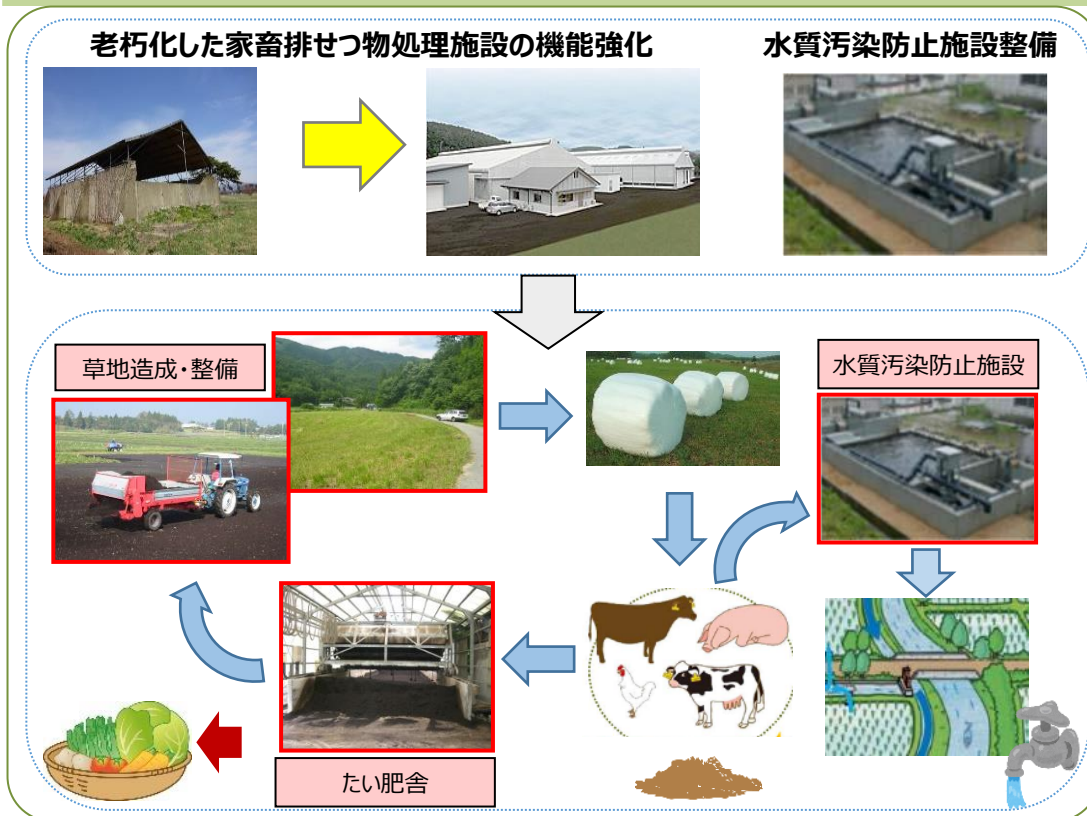 老朽化した家畜排せつ物処理施設の機能強化
水質汚染防止施設整備
草地造成・整備
水質汚染防止施設
たい肥舎